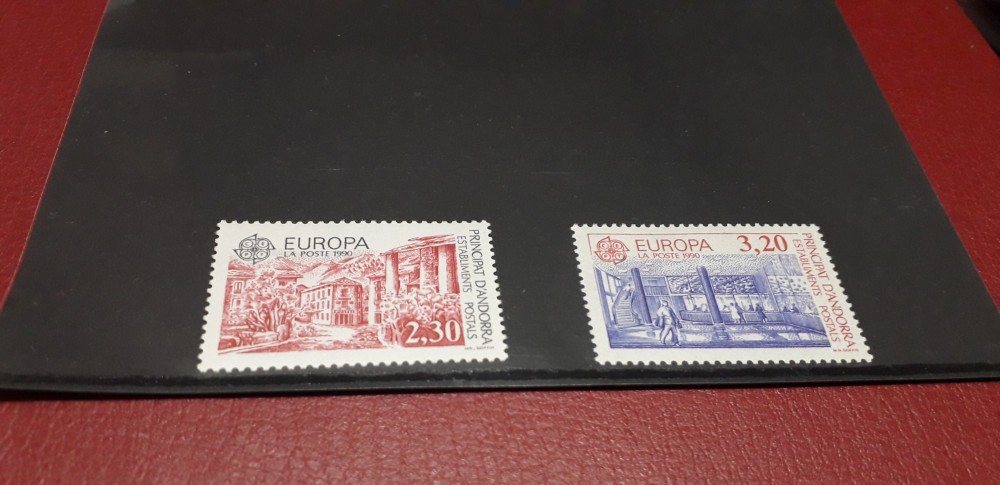 EUROPA
LA POSTE 1990
PRINCIPAT D'ANDORRA
ESTABLIMENTS POSTALS
2,30
EUROPA 3,20
LA POSTE 1990
PRINCIPAT D'ANDORRA
ESTABLIMENTS POSTALS